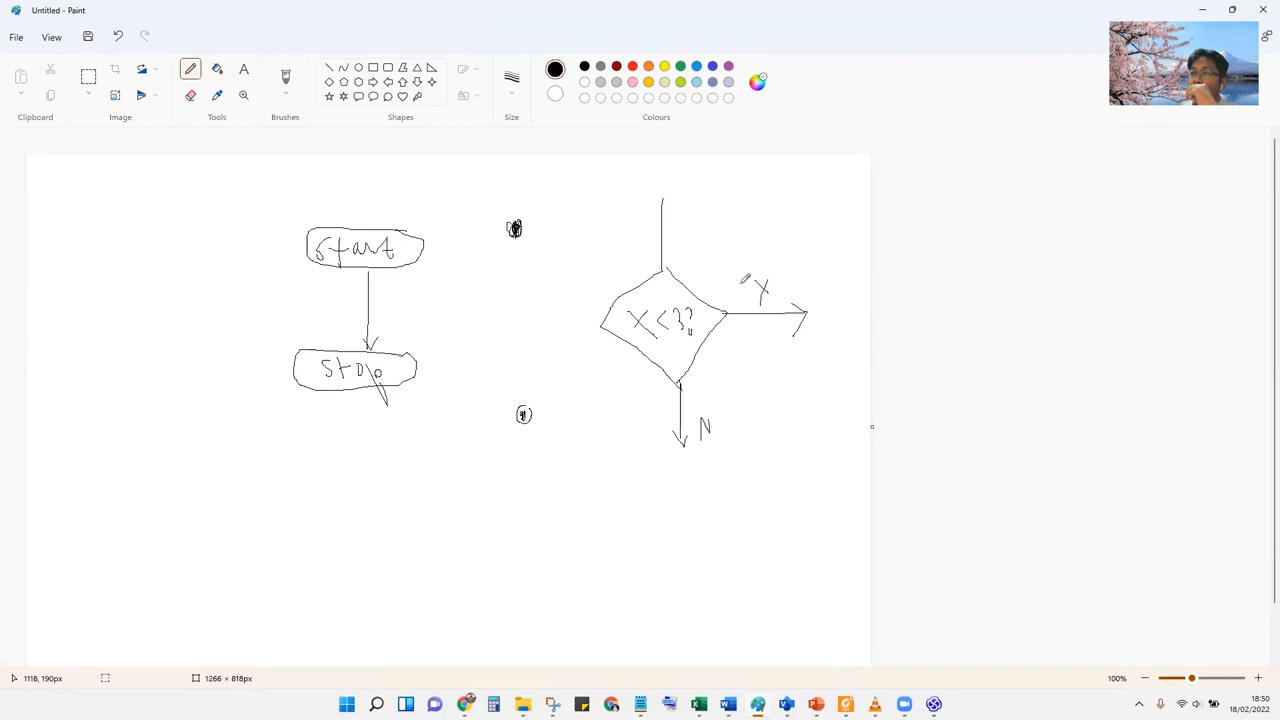 Untitled - Paint
File
View
Clipboard
Image
Tools
Brushes
Shapes
Size
Colours
Start
Stop
X<3?
Y
N
1118, 190px
1266 × 818px
100%
18:50
18/02/2022